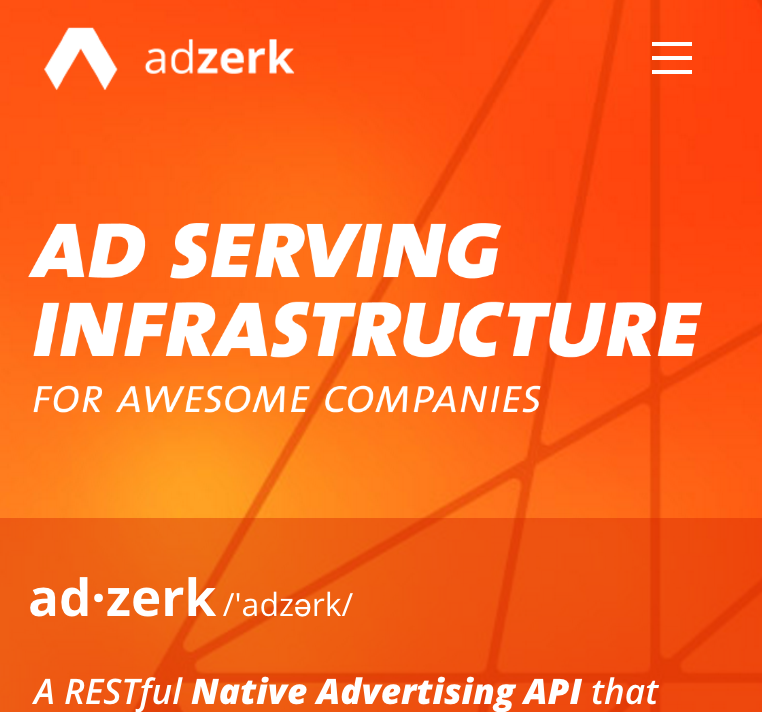 adzerk
AD SERVING
INFRASTRUCTURE
FOR AWESOME COMPANIES
ad·zerk /'adzərk/
A RESTful Native Advertising API that